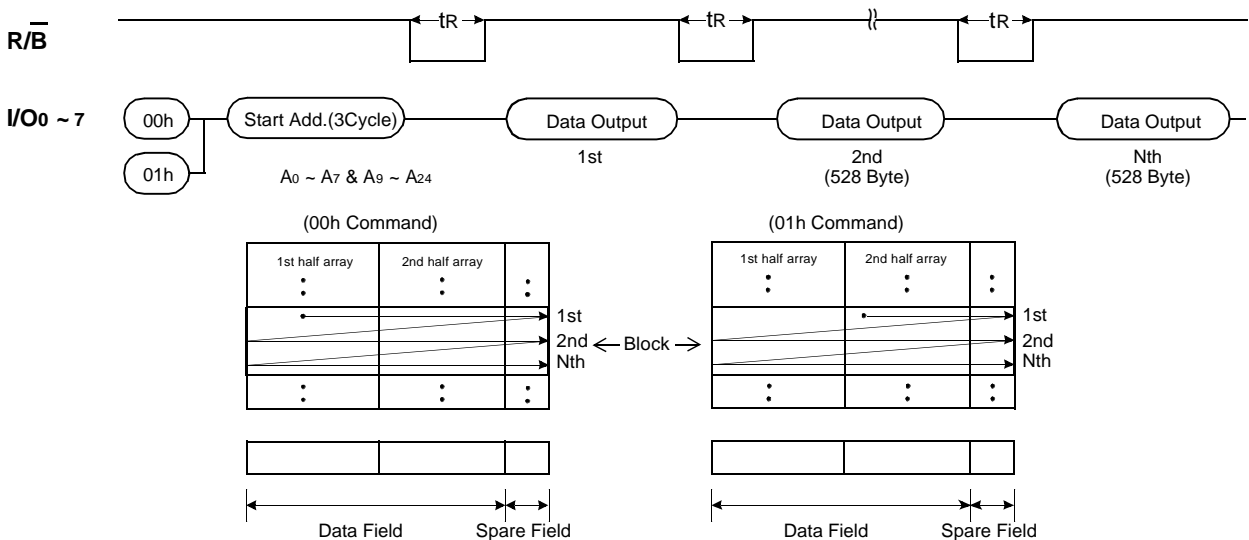 R/B
tR tR tR
I/O0 ~ 7
00h Start Add.(3Cycle) Data Output Data Output Data Output
01h
A0 ~ A7 & A9 ~ A24
1st 2nd Nth
(528 Byte) (528 Byte)
(00h Command) (01h Command)
1st half array 2nd half array 1st half array 2nd half array
1st 1st
2nd Block 2nd
Nth Nth
Data Field Spare Field Data Field Spare Field